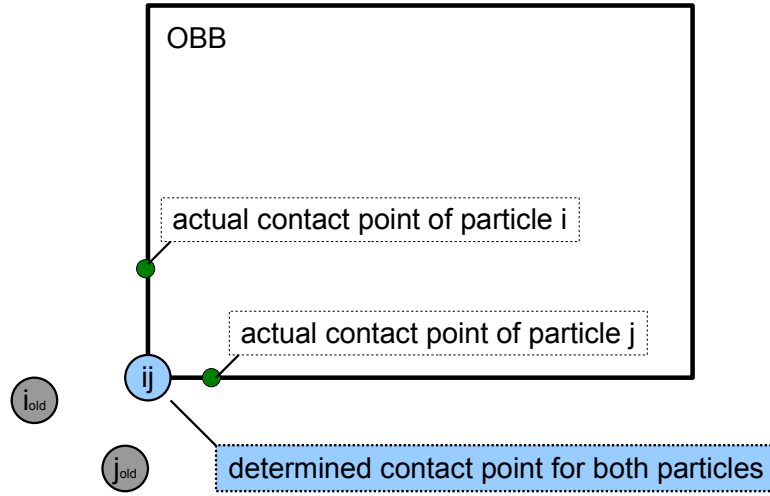 OBB
actual contact point of particle i
actual contact point of particle j
ij
iold
jold
determined contact point for both particles